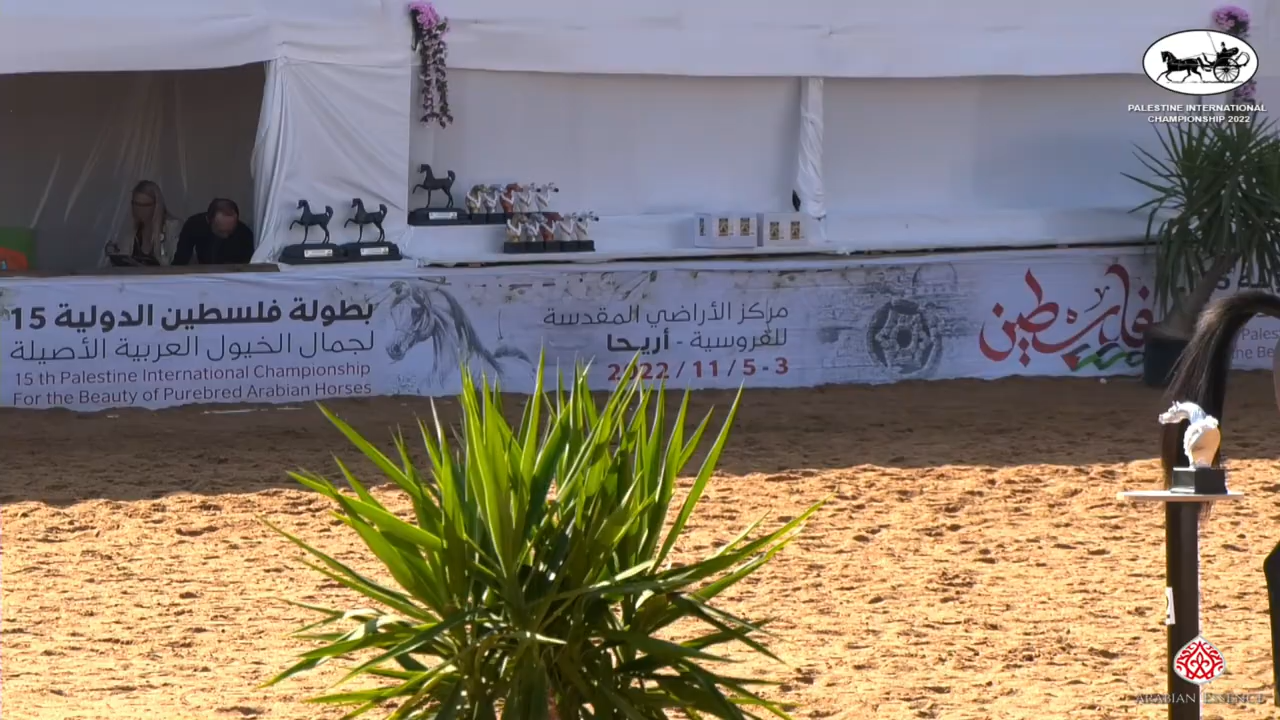 PALESTINE INTERNATIONAL
CHAMPIONSHIP 2022
بطولة فلسطين الدولية 15
لجمال الخيول العربية الأصيلة
15 th Palestine International Championship
For the Beauty of Purebred Arabian Horses
مراكز الأراضي المقدسة
للفروسية - أريحا
2022 / 11 / 5 - 3
فلسطين
ARABIAN ESSENCE